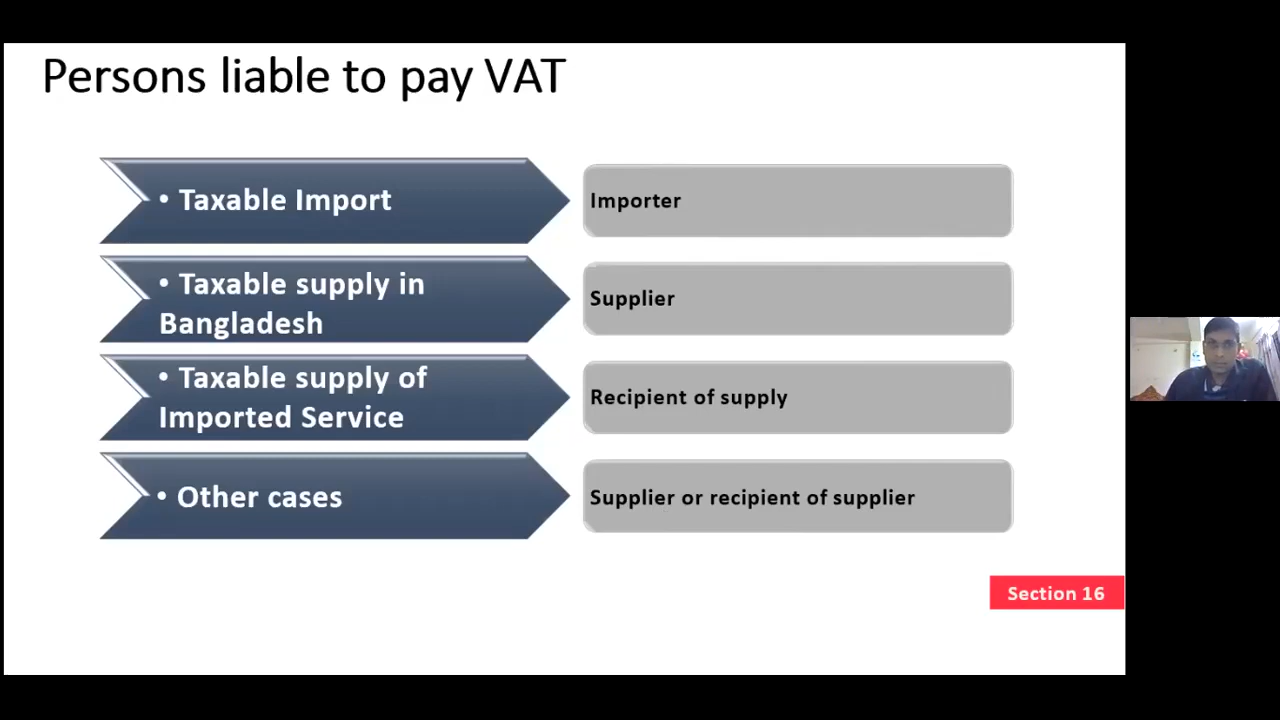 Persons liable to pay VAT
• Taxable Import
Importer
• Taxable supply in
Bangladesh
Supplier
• Taxable supply of
Imported Service
Recipient of supply
• Other cases
Supplier or recipient of supplier
Section 16